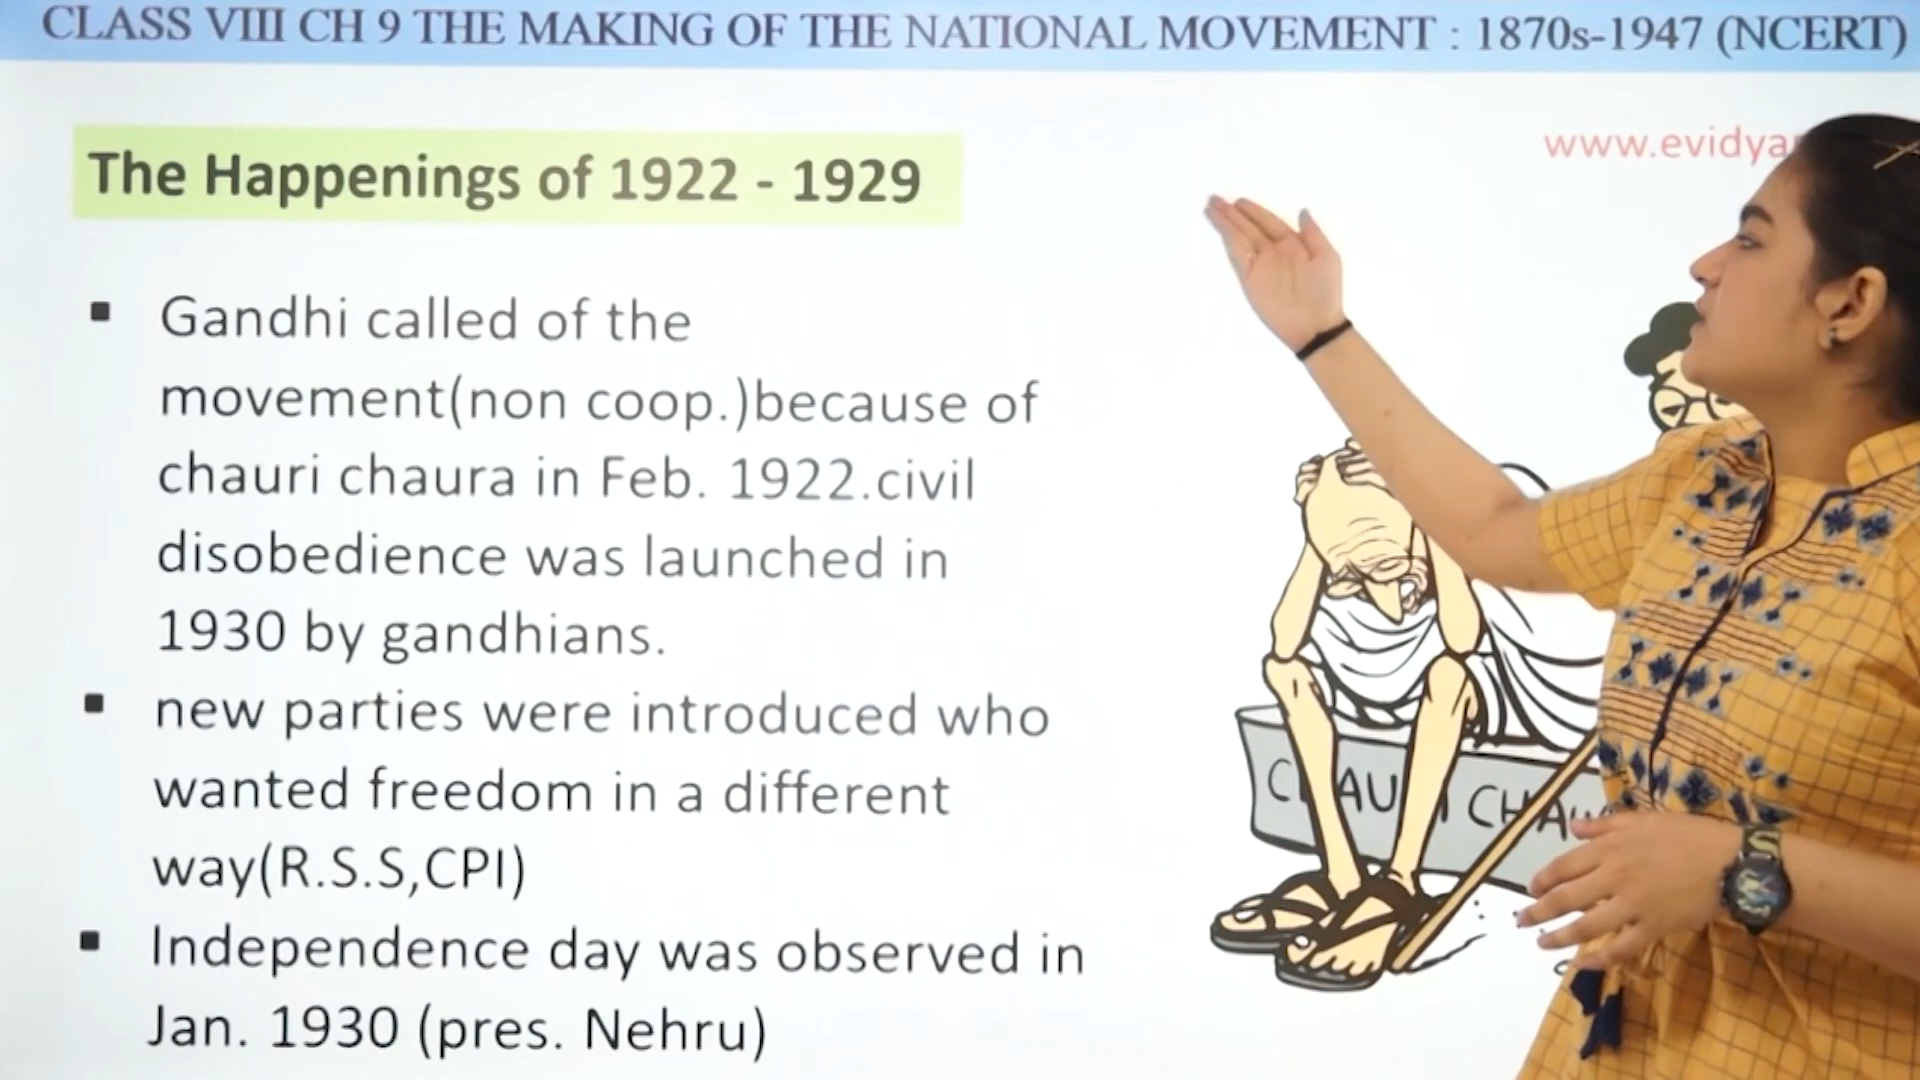 CLASS VIII CH 9 THE MAKING OF THE NATIONAL MOVEMENT : 1870s-1947 (NCERT)
The Happenings of 1922 - 1929
▪ Gandhi called of the
movement(non coop.)because of
chauri chaura in Feb. 1922.civil
disobedience was launched in
1930 by gandhians.
▪ new parties were introduced who
wanted freedom in a different
way(R.S.S,CPI)
▪ Independence day was observed in
Jan. 1930 (pres. Nehru)